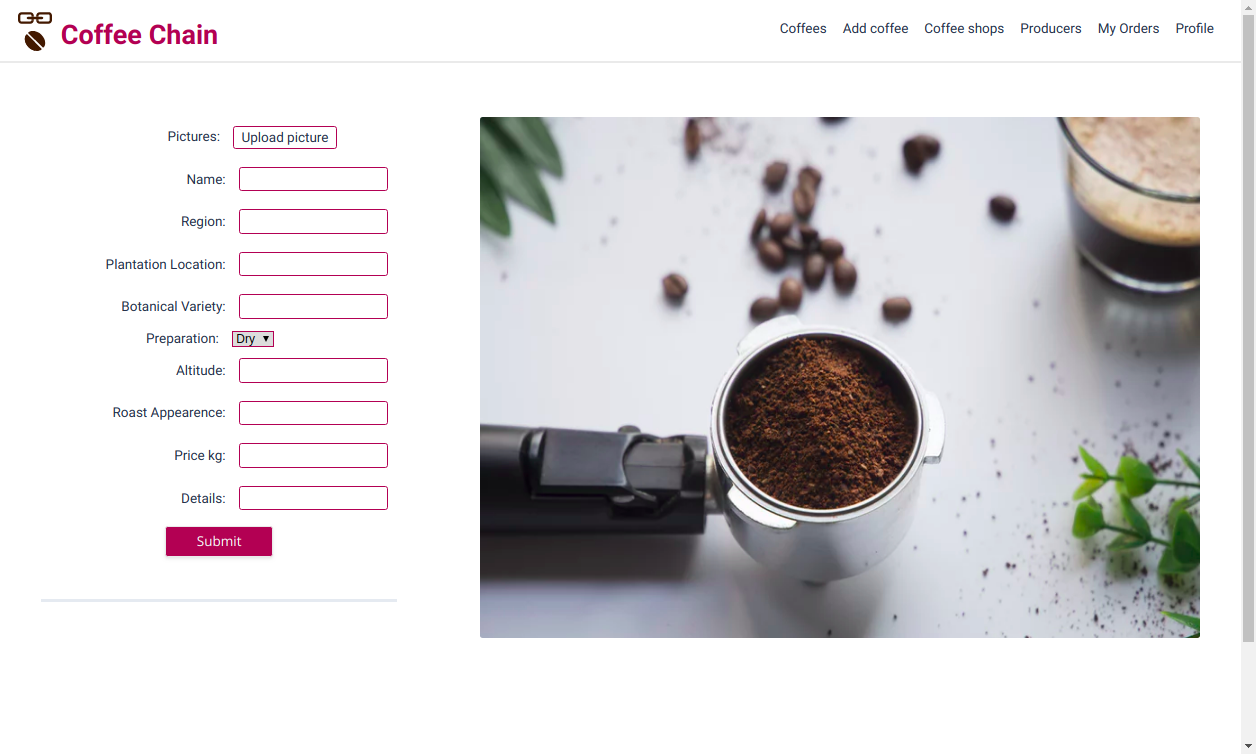 Coffee Chain
Coffees Add coffee Coffee shops Producers My Orders Profile
Pictures: Upload picture
Name:
Region:
Plantation Location:
Botanical Variety:
Preparation: Dry
Altitude:
Roast Appearence:
Price kg:
Details:
Submit